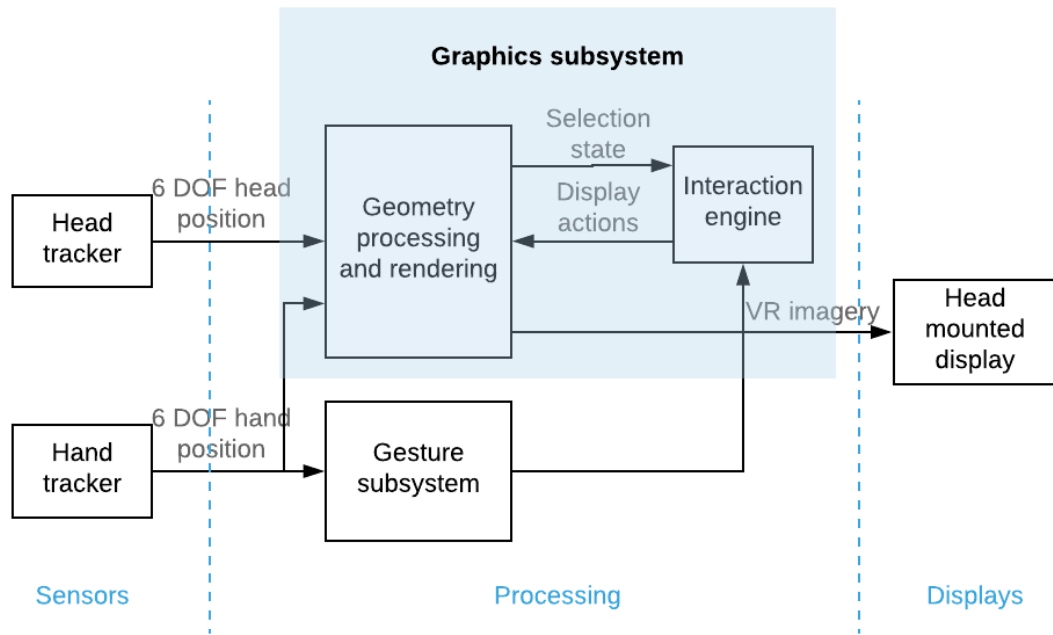 Graphics subsystem
Selection
state
6 DOF head
position
Head
tracker
Geometry
processing
and rendering
Display
actions
Interaction
engine
VR imagery
Head
mounted
display
6 DOF hand
position
Hand
tracker
Gesture
subsystem
Sensors
Processing
Displays